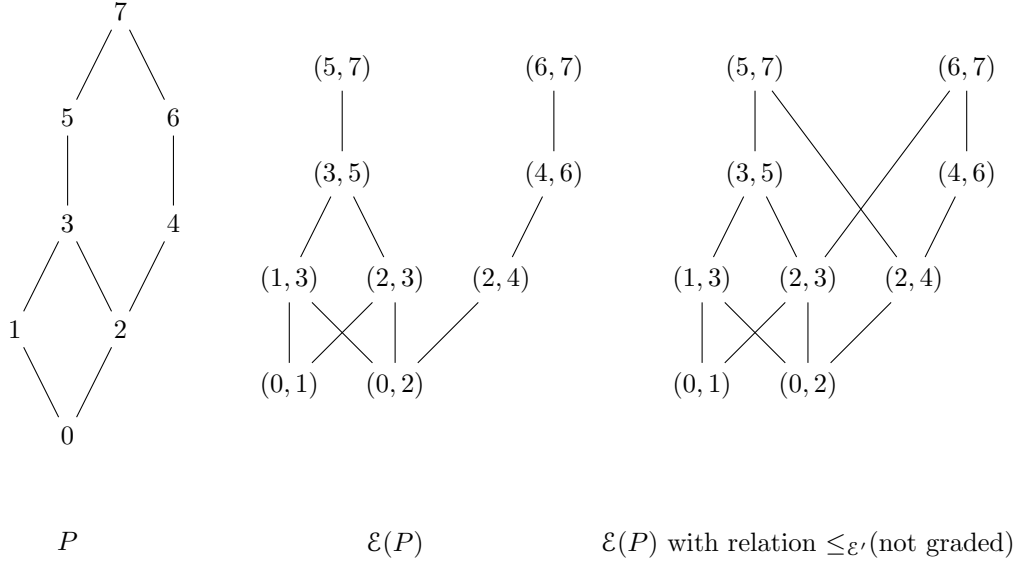 7
(5, 7) (6, 7) (5, 7) (6, 7)
5 6
(3, 5) (4, 6) (3, 5) (4, 6)
3 4
(1, 3) (2, 3) (2, 4) (1, 3) (2, 3) (2, 4)
1 2
(0, 1) (0, 2) (0, 1) (0, 2)
0
P ℰ(P) ℰ(P) with relation ≤ℰ′(not graded)